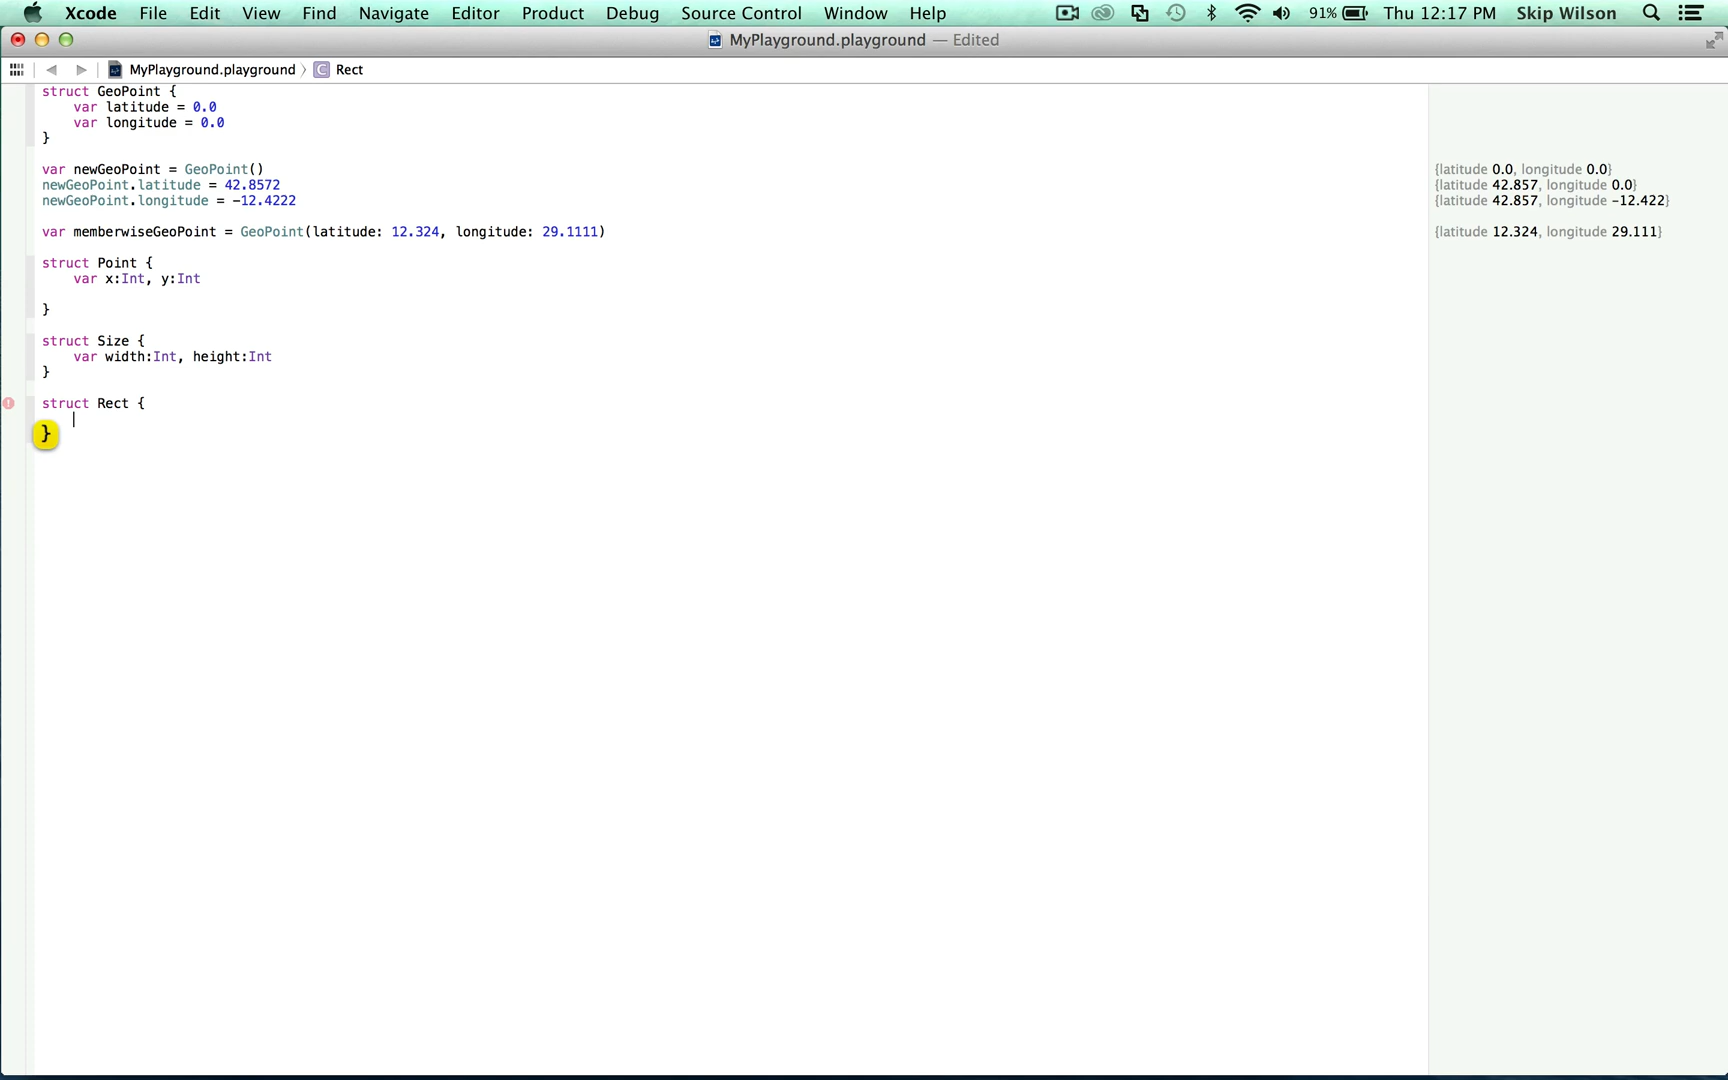 Xcode File Edit View Find Navigate Editor Product Debug Source Control Window Help 91% Thu 12:17 PM Skip Wilson
MyPlayground.playground — Edited
MyPlayground.playground Rect
struct GeoPoint {
var latitude = 0.0
var longitude = 0.0
}
var newGeoPoint = GeoPoint() {latitude 0.0, longitude 0.0}
newGeoPoint.latitude = 42.8572 {latitude 42.857, longitude 0.0}
newGeoPoint.longitude = -12.4222 {latitude 42.857, longitude -12.422}
var memberwiseGeoPoint = GeoPoint(latitude: 12.324, longitude: 29.1111) {latitude 12.324, longitude 29.111}
struct Point {
var x:Int, y:Int
}
struct Size {
var width:Int, height:Int
}
struct Rect {
}